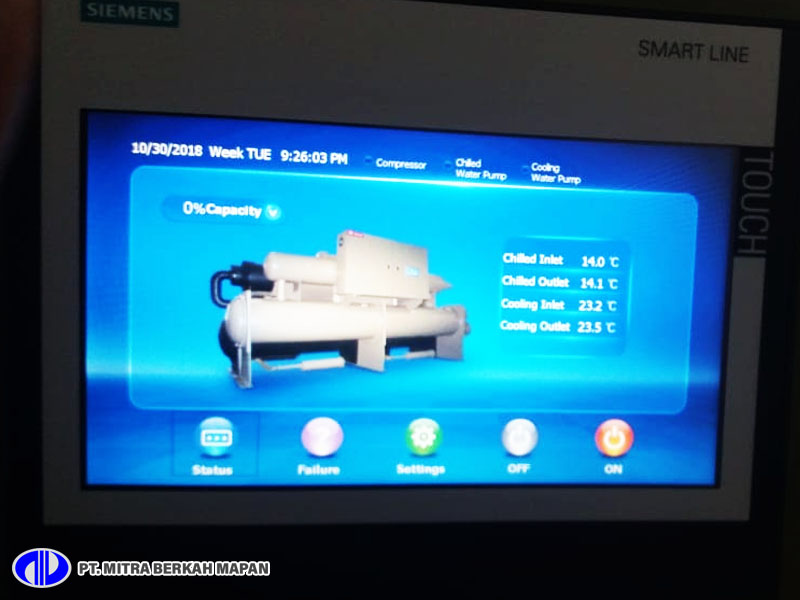 SIEMENS
SMART LINE
TOUCH
10/30/2018 Week TUE 9:26:03 PM
Compressor
Chilled
Water Pump
Cooling
Water Pump
0%Capacity
Chilled Inlet 14.0 ℃
Chilled Outlet 14.1 ℃
Cooling Inlet 23.2 ℃
Cooling Outlet 23.5 ℃
Status
Failure
Settings
OFF
ON
PT. MITRA BERKAH MAPAN